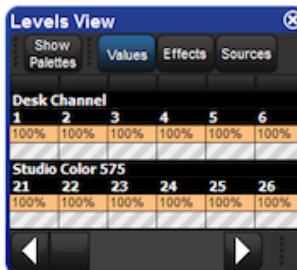 Levels View
Show Palettes Values Effects Sources
Desk Channel
1 2 3 4 5 6
100% 100% 100% 100% 100% 100%
Studio Color 575
21 22 23 24 25 26
100% 100% 100% 100% 100% 100%